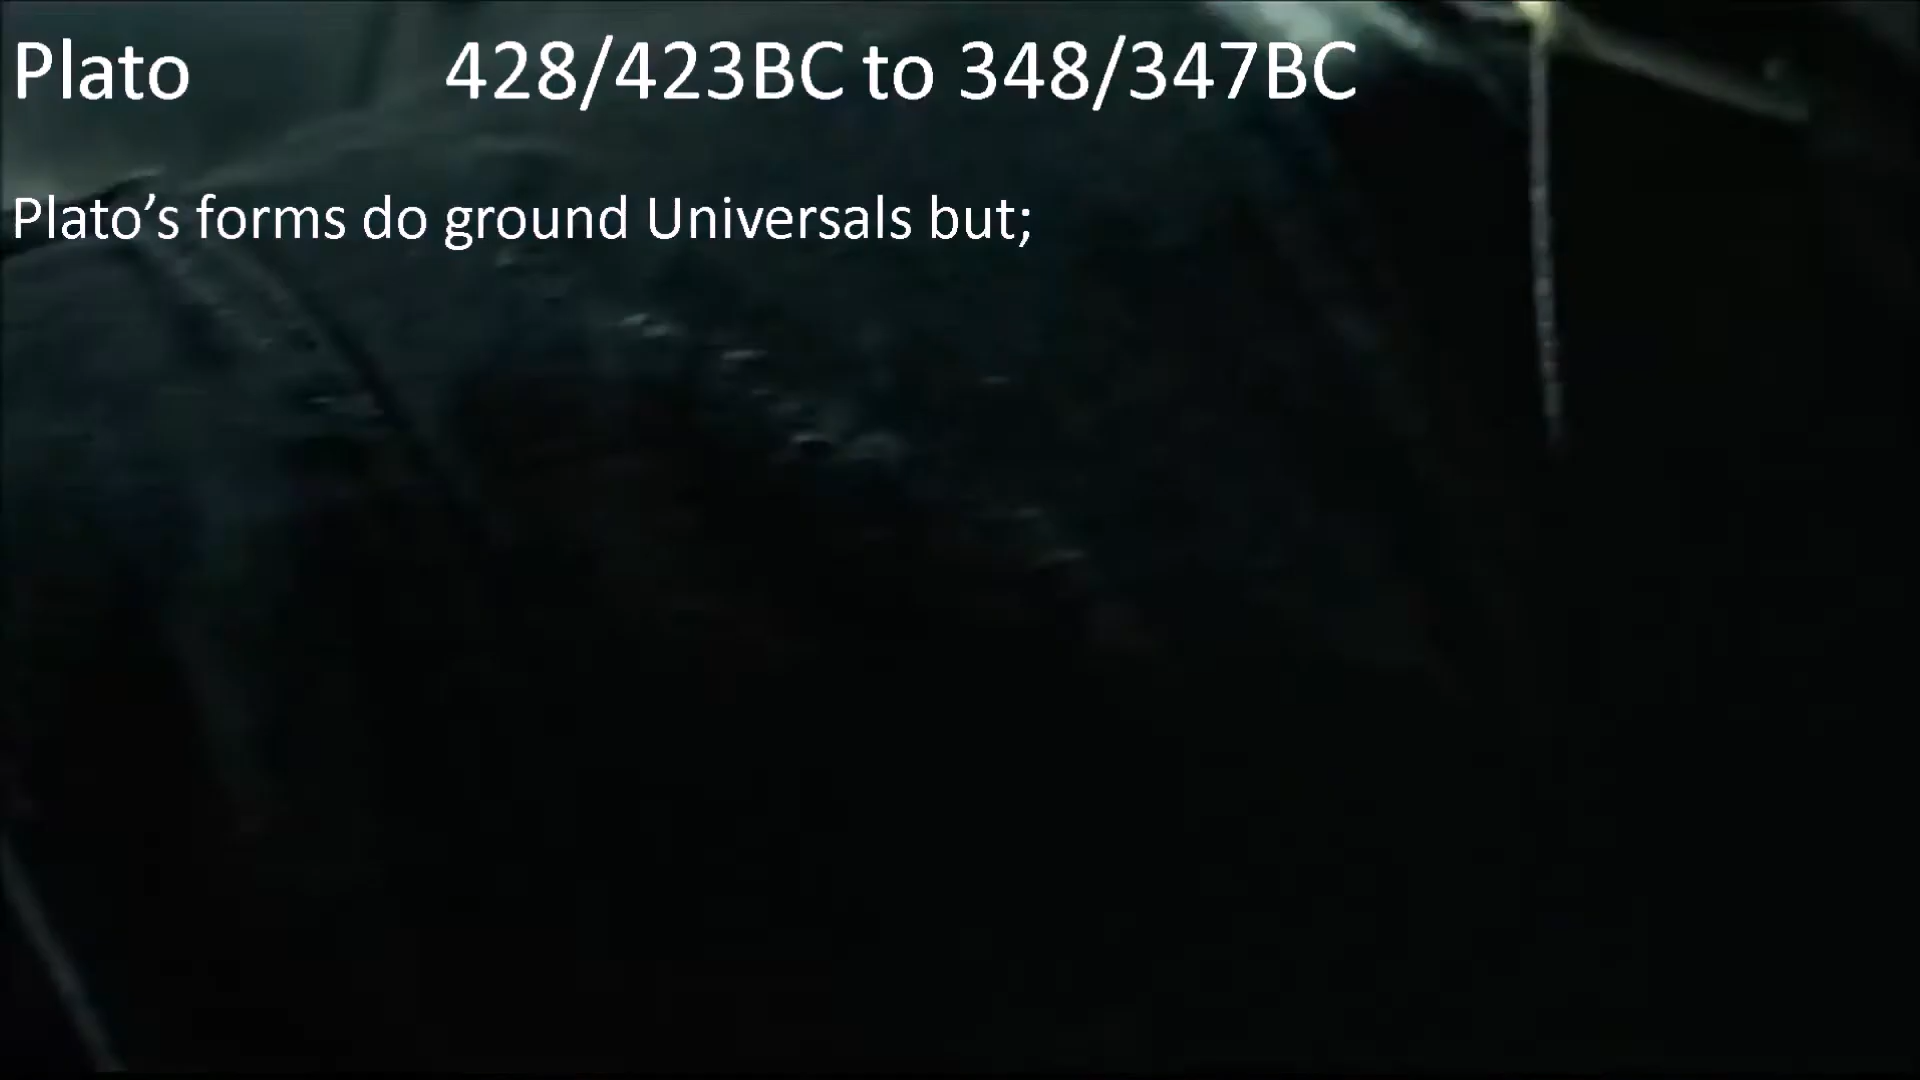 Plato 428/423BC to 348/347BC
Plato’s forms do ground Universals but;